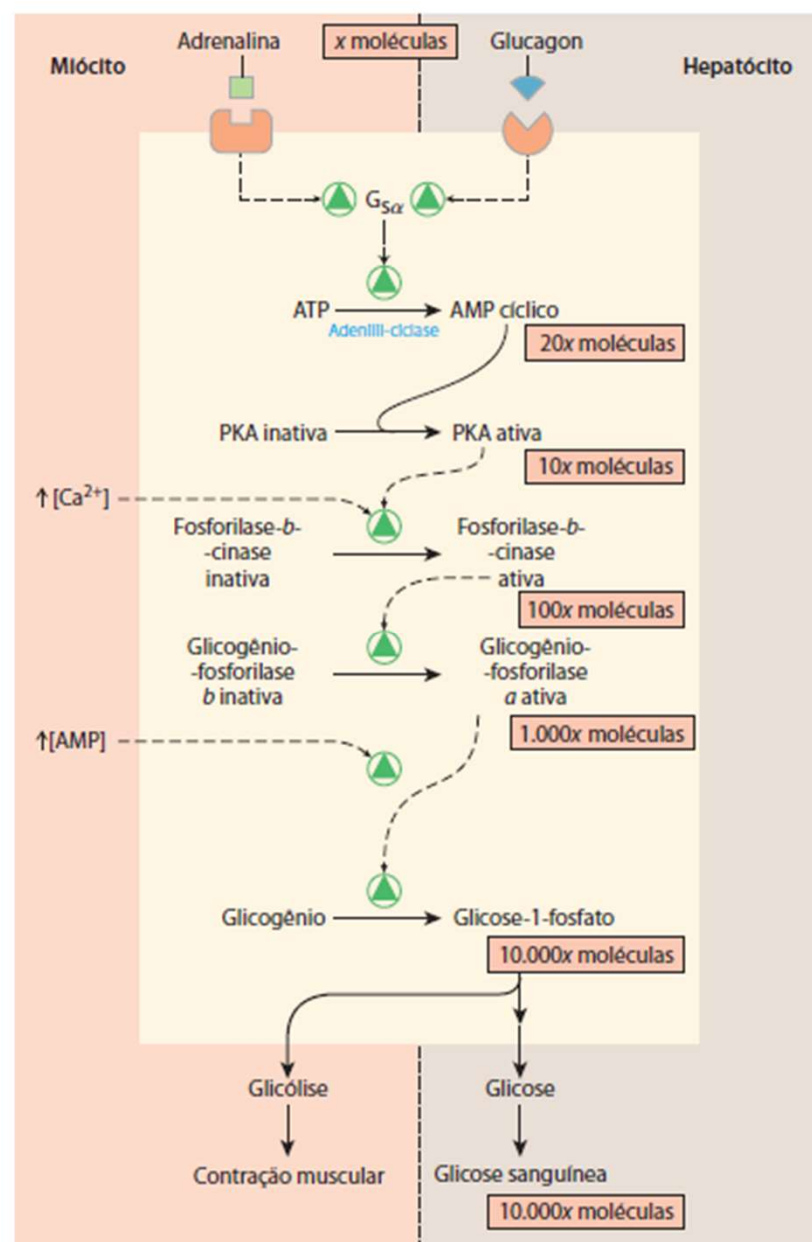 Adrenalina
x moléculas
Glucagon
Miócito
Hepatócito
Gsα
ATP
AMP cíclico
Adenilil-ciclase
20x moléculas
PKA inativa
PKA ativa
10x moléculas
↑[Ca²⁺]
Fosforilase-b-
-cinase
inativa
Fosforilase-b-
-cinase
ativa
100x moléculas
Glicogênio-
-fosforilase
b inativa
Glicogênio-
-fosforilase
a ativa
1.000x moléculas
↑[AMP]
Glicogênio
Glicose-1-fosfato
10.000x moléculas
Glicólise
Glicose
Contração muscular
Glicose sanguínea
10.000x moléculas